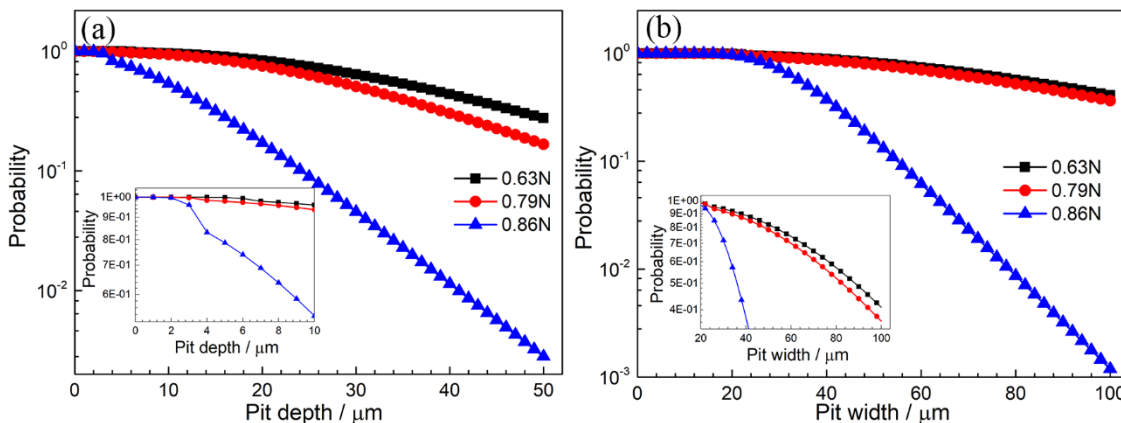 (a)
10⁰
10⁻¹
10⁻²
Probability
0.63N
0.79N
0.86N
1E+00
9E-01
8E-01
7E-01
6E-01
Probability
0 2 4 6 8 10
Pit depth / μm
0 10 20 30 40 50
Pit depth / μm
(b)
10⁰
10⁻¹
10⁻²
10⁻³
Probability
0.63N
0.79N
0.86N
1E+00
9E-01
8E-01
7E-01
6E-01
5E-01
4E-01
Probability
20 40 60 80 100
Pit width / μm
0 20 40 60 80 100
Pit width / μm